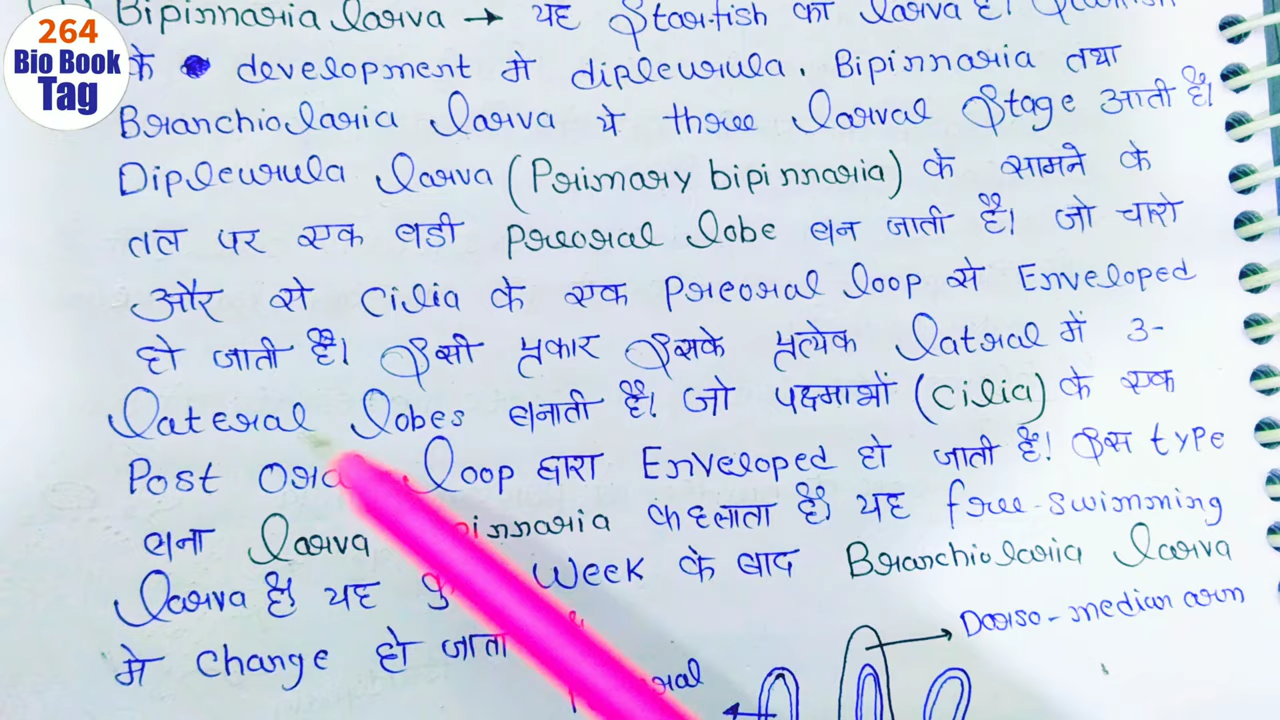 264
Bio Book
Tag
Bipinnaria larva → यह Starfish का larva है।
के development मे dipleurula, Bipinnaria तथा
Branchiolaria larva ये three larval Stage आती है।
Dipleurula larva (Primary bipinnaria) के सामने के
तल पर एक बडी Preoral lobe बन जाती है। जो चारो
और से Cilia के एक Preoral loop से Enveloped
हो जाती है। इसी प्रकार इसके प्रत्येक latral में 3-
lateral lobes बनाती है। जो पक्ष्माभों (cilia) के एक
Post loop द्वारा Enveloped हो जाती है! इस type
बना larva कहलाता है। यह free-swimming
larva है। यह Week के बाद Branchiolaria larva
मे change हो जाता
Dorso-median arm